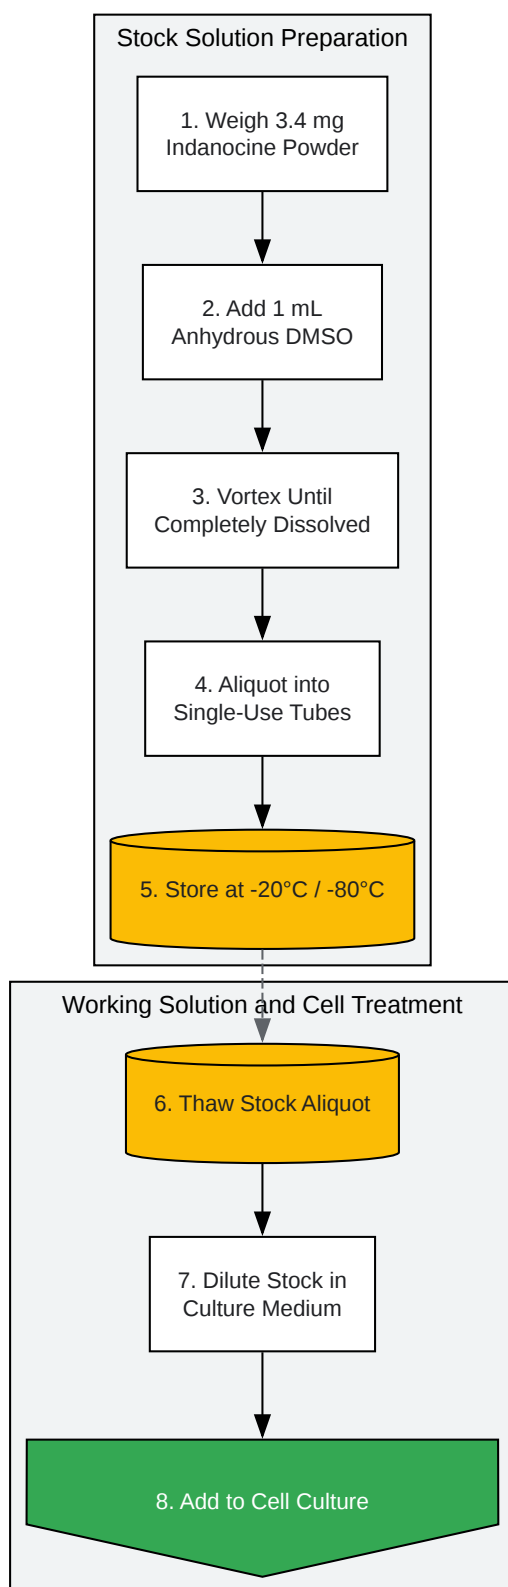 Stock Solution Preparation
1. Weigh 3.4 mg
Indanocine Powder
2. Add 1 mL
Anhydrous DMSO
3. Vortex Until
Completely Dissolved
4. Aliquot into
Single-Use Tubes
5. Store at -20°C / -80°C
Working Solution and Cell Treatment
6. Thaw Stock Aliquot
7. Dilute Stock in
Culture Medium
8. Add to Cell Culture